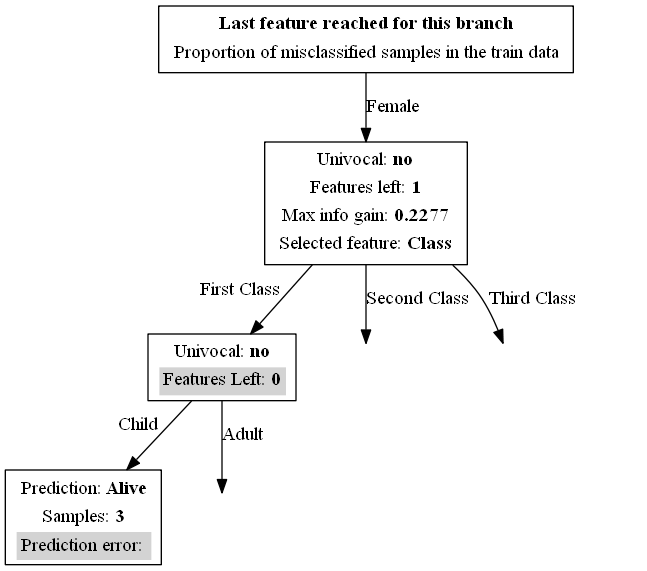 Last feature reached for this branch
Proportion of misclassified samples in the train data
Female
Univocal: no
Features left: 1
Max info gain: 0.2277
Selected feature: Class
First Class
Second Class
Third Class
Univocal: no
Features Left: 0
Child
Adult
Prediction: Alive
Samples: 3
Prediction error: